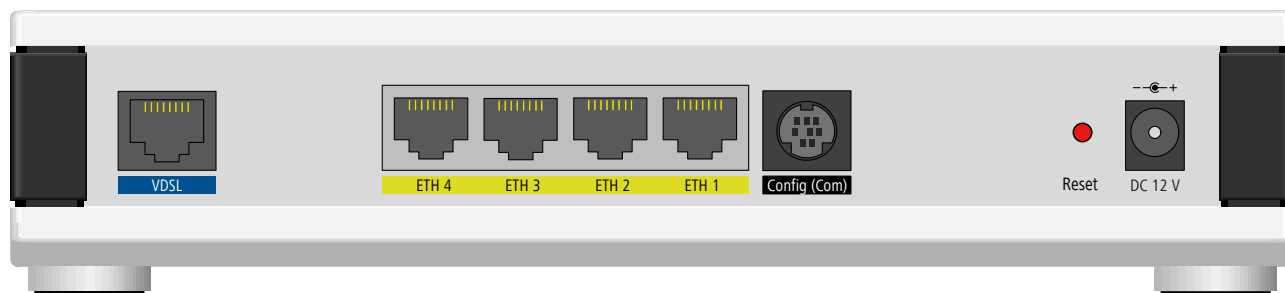 VDSL
ETH 4
ETH 3
ETH 2
ETH 1
Config (Com)
Reset
DC 12 V